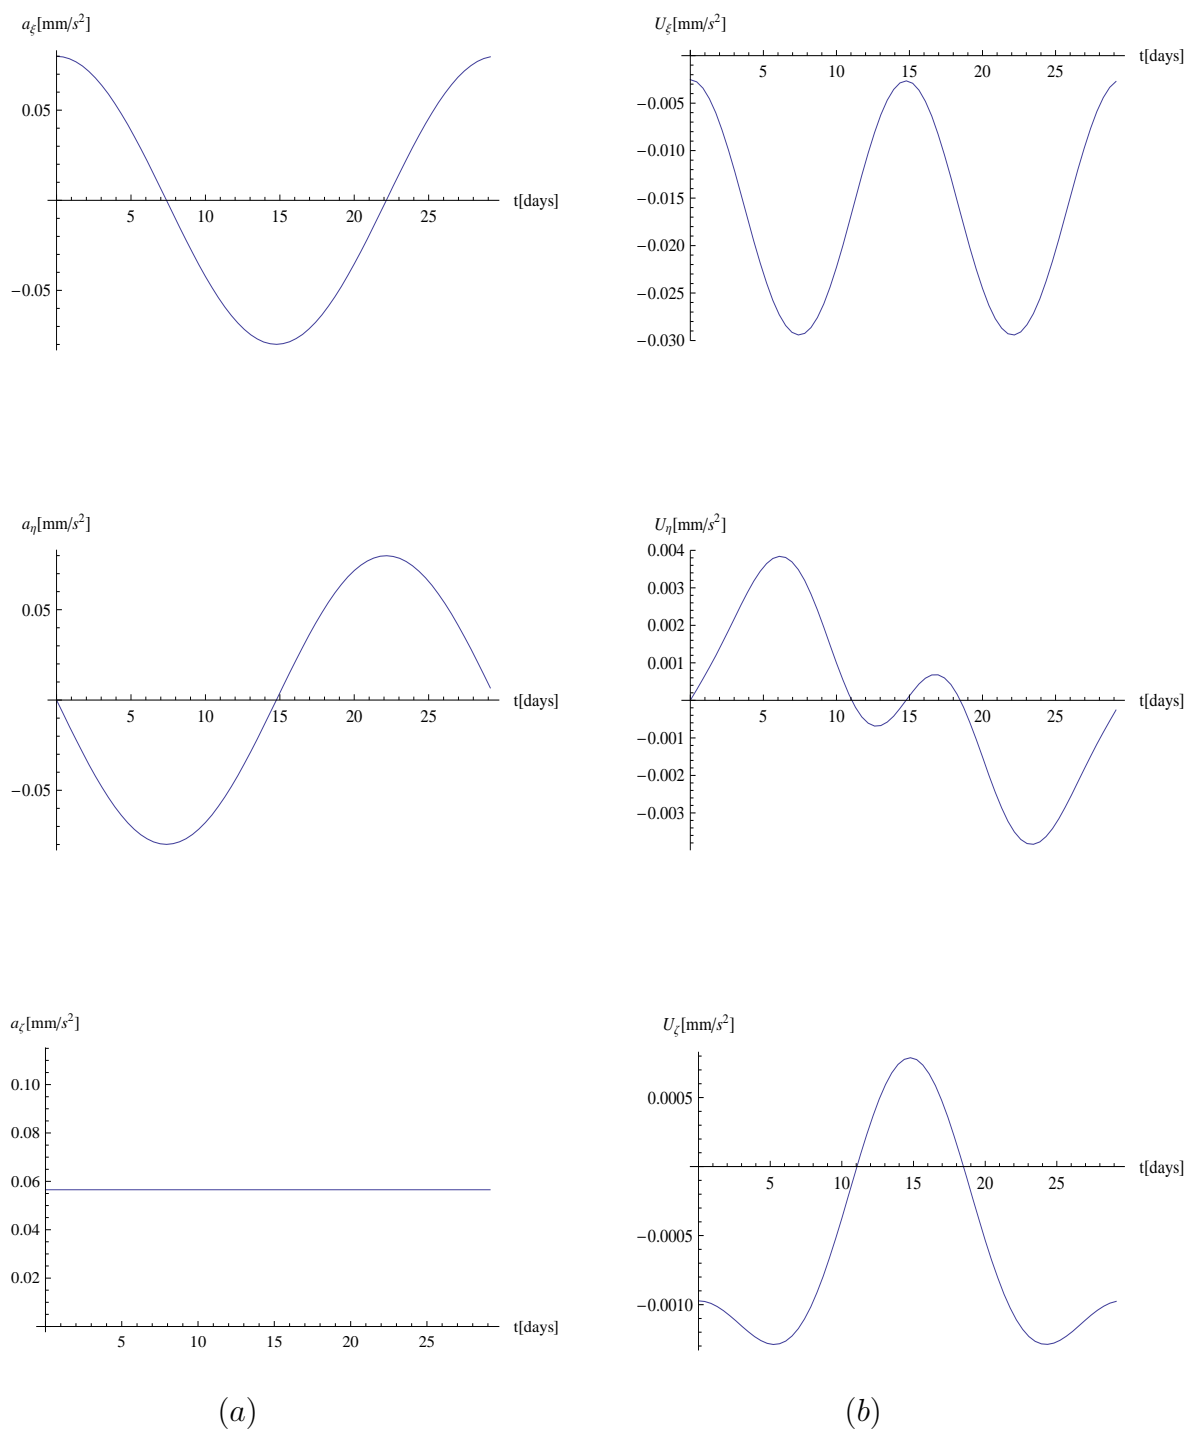 a_ξ[mm/s²]
0.05
−0.05
5 10 15 20 25
t[days]
U_ξ[mm/s²]
t[days]
5 10 15 20 25
−0.005
−0.010
−0.015
−0.020
−0.025
−0.030
a_η[mm/s²]
0.05
−0.05
5 10 15 20 25
t[days]
U_η[mm/s²]
0.004
0.003
0.002
0.001
−0.001
−0.002
−0.003
5 10 15 20 25
t[days]
a_ζ[mm/s²]
0.10
0.08
0.06
0.04
0.02
5 10 15 20 25
t[days]
U_ζ[mm/s²]
0.0005
−0.0005
−0.0010
5 10 15 20 25
t[days]
(a)
(b)